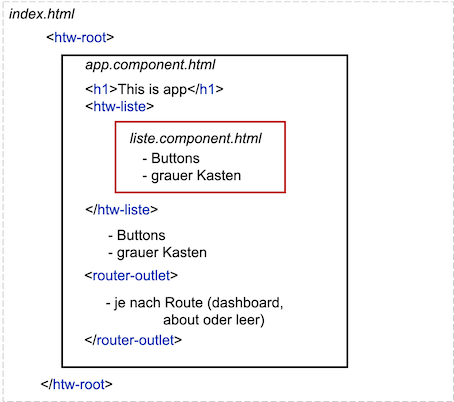 index.html
<htw-root>
app.component.html
<h1>This is app</h1>
<htw-liste>
liste.component.html
- Buttons
- grauer Kasten
</htw-liste>
- Buttons
- grauer Kasten
<router-outlet>
- je nach Route (dashboard,
about oder leer)
</router-outlet>
</htw-root>